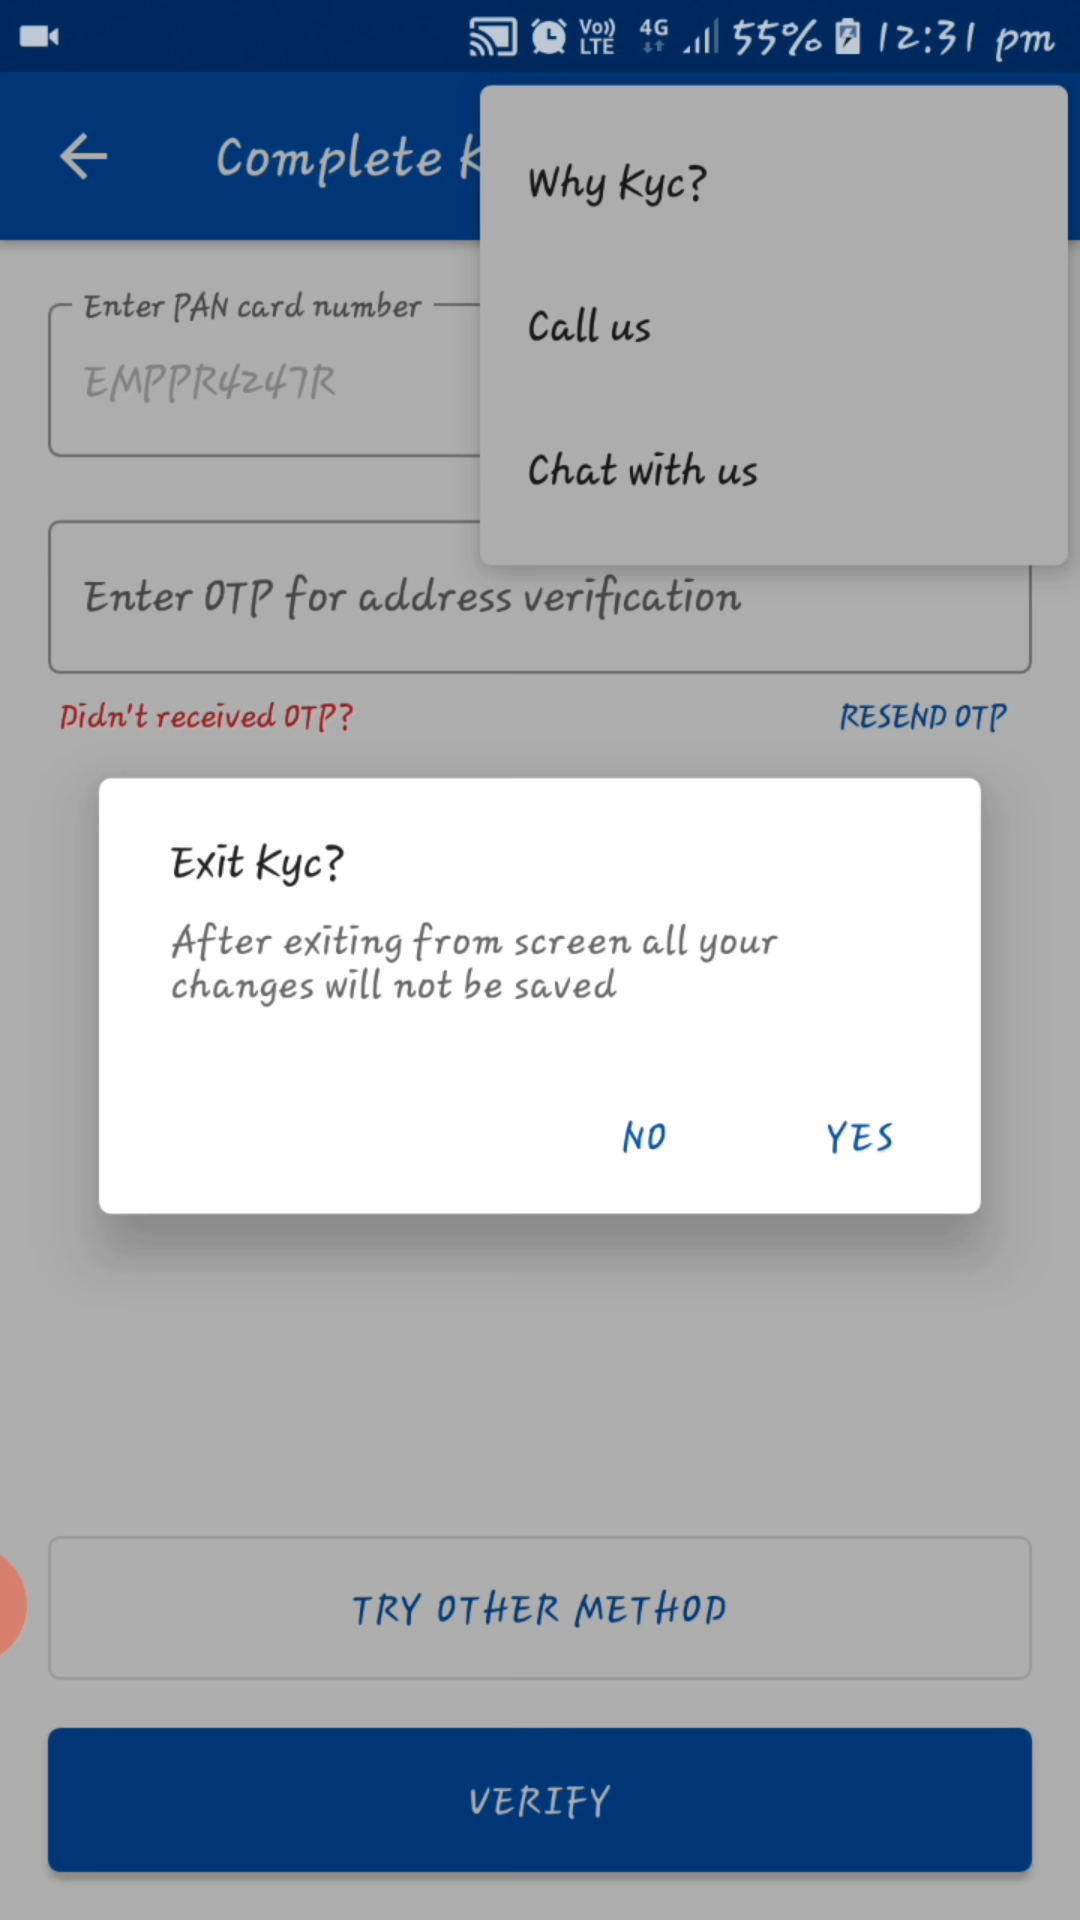 Vo)) LTE 4G 55% 12:31 pm
Complete K
Why Kyc?
Call us
Chat with us
Enter PAN card number
EMPPR4247R
Enter OTP for address verification
Didn't received OTP?
RESEND OTP
Exit Kyc?
After exiting from screen all your
changes will not be saved
NO
YES
TRY OTHER METHOD
VERIFY